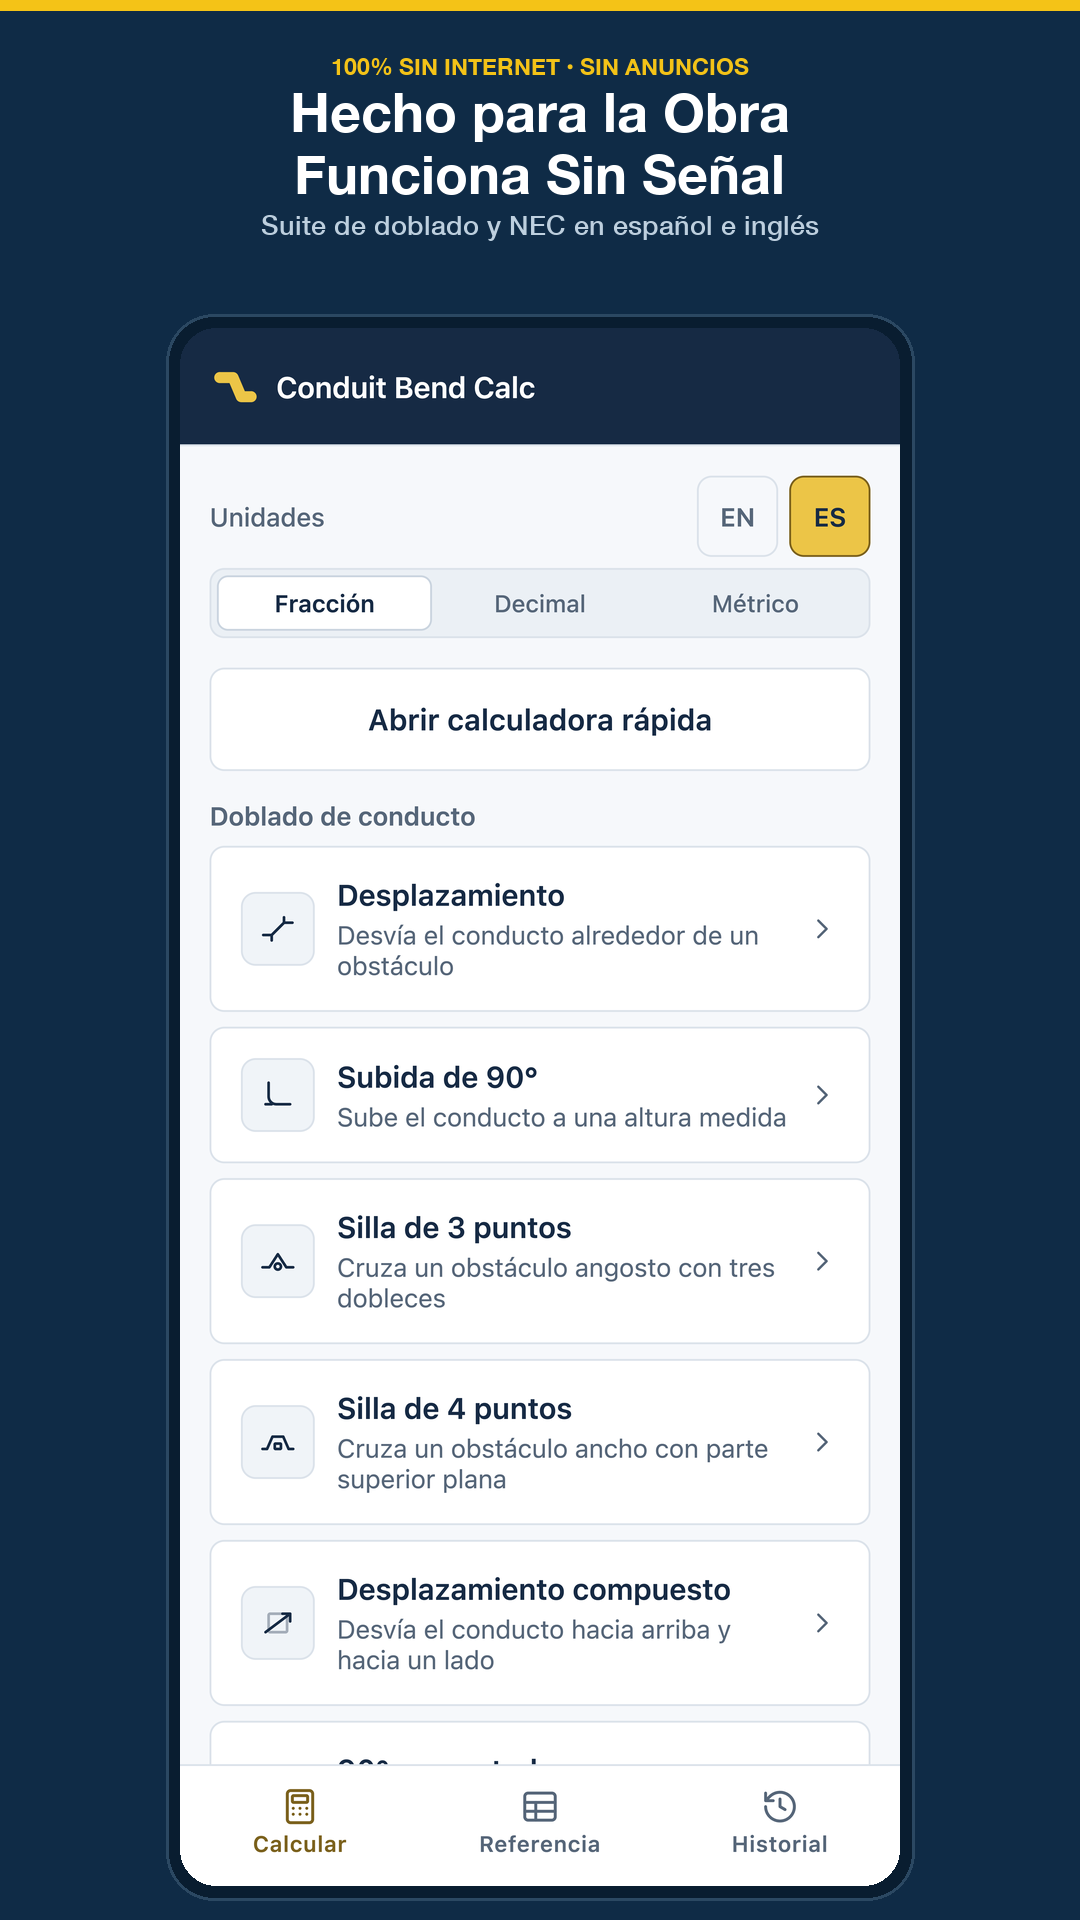 100% SIN INTERNET · SIN ANUNCIOS
Hecho para la Obra
Funciona Sin Señal
Suite de doblado y NEC en español e inglés
Conduit Bend Calc
Unidades
EN
ES
Fracción
Decimal
Métrico
Abrir calculadora rápida
Doblado de conducto
Desplazamiento
Desvía el conducto alrededor de un
obstáculo
Subida de 90°
Sube el conducto a una altura medida
Silla de 3 puntos
Cruza un obstáculo angosto con tres
dobleces
Silla de 4 puntos
Cruza un obstáculo ancho con parte
superior plana
Desplazamiento compuesto
Desvía el conducto hacia arriba y
hacia un lado
Calcular
Referencia
Historial